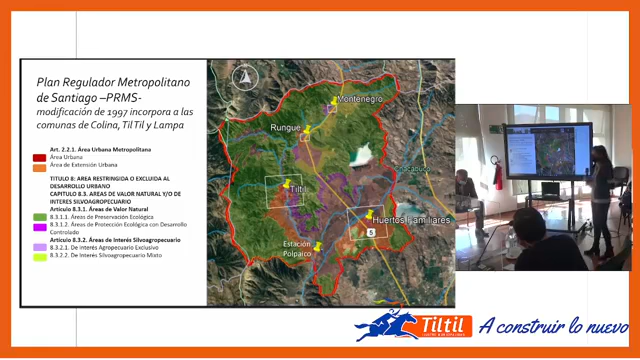 Plan Regulador Metropolitano
de Santiago –PRMS-
modificación de 1997 incorpora a las
comunas de Colina, TilTil y Lampa
Art. 2.2.1. Área Urbana Metropolitana
Área Urbana
Área de Extensión Urbana
TITULO 8: AREA RESTRINGIDA O EXCLUIDA AL
DESARROLLO URBANO
CAPITULO 8.3. AREAS DE VALOR NATURAL Y/O DE
INTERES SILVOAGROPECUARIO
Artículo 8.3.1. Áreas de Valor Natural
8.3.1.1. Áreas de Preservación Ecológica
8.3.1.2. Áreas de Protección Ecológica con Desarrollo
Controlado
Artículo 8.3.2. Áreas de Interés Silvoagropecuario
8.3.2.1. De Interés Agropecuario Exclusivo
8.3.2.2. De Interés Silvoagropecuario Mixto
Montenegro
Rungue
Chacabuco
Tiltil
Huertos Familiares
5
Estación
Polpaico
Tiltil
A construir lo nuevo